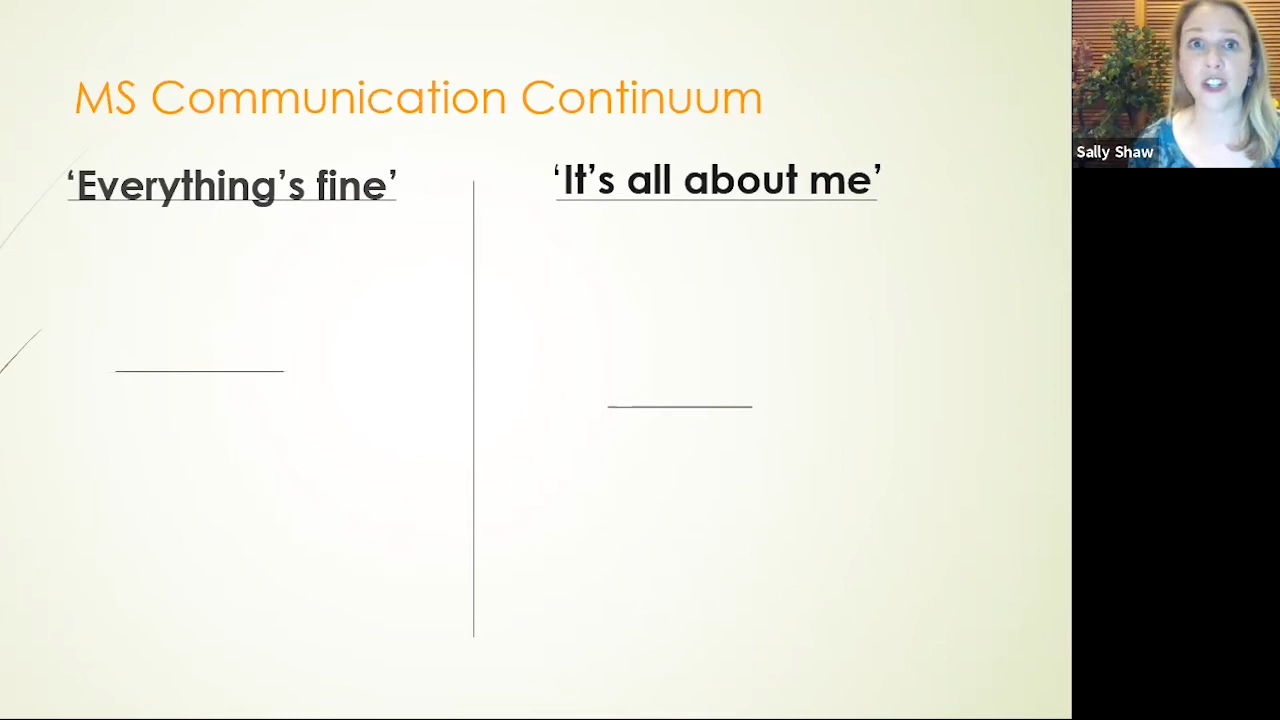 MS Communication Continuum
‘Everything’s fine’
‘It’s all about me’
Sally Shaw